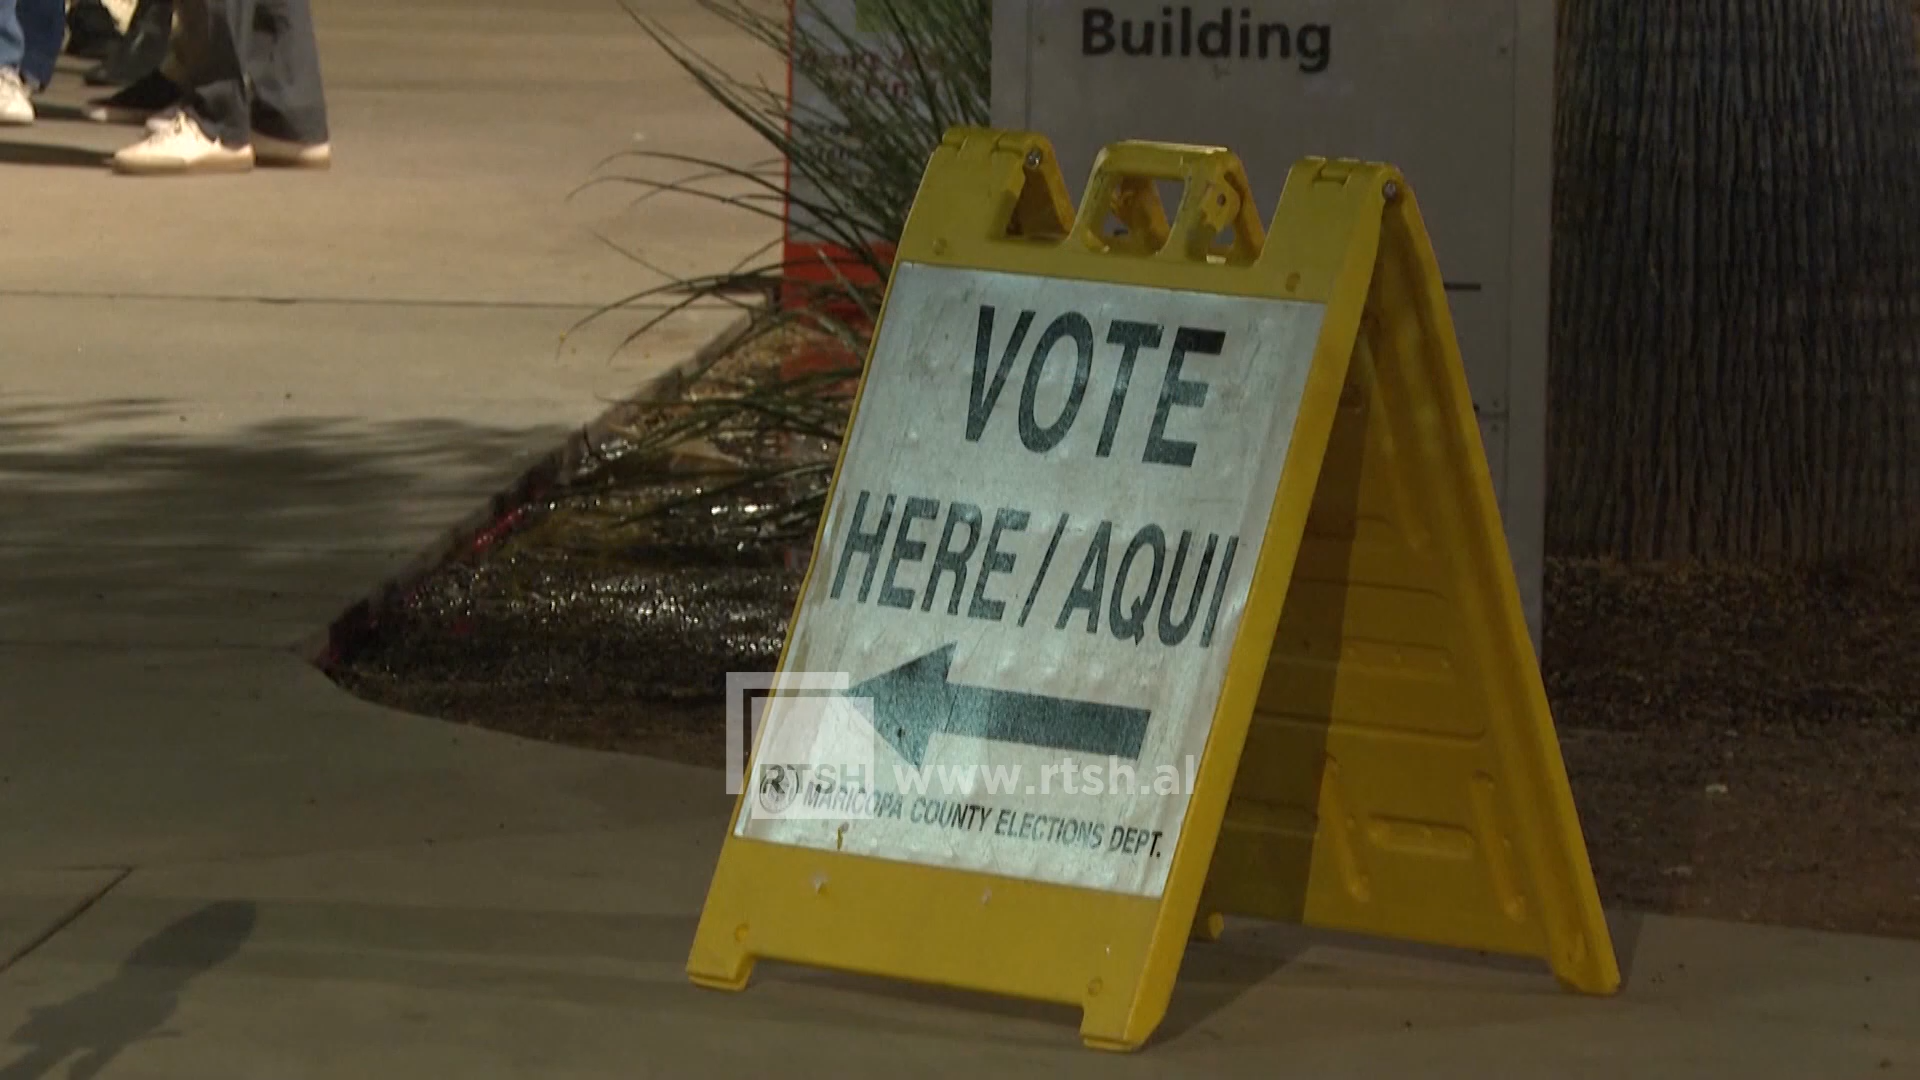 Building
VOTE
HERE/AQUI
RTSH www.rtsh.al
MARICOPA COUNTY ELECTIONS DEPT.